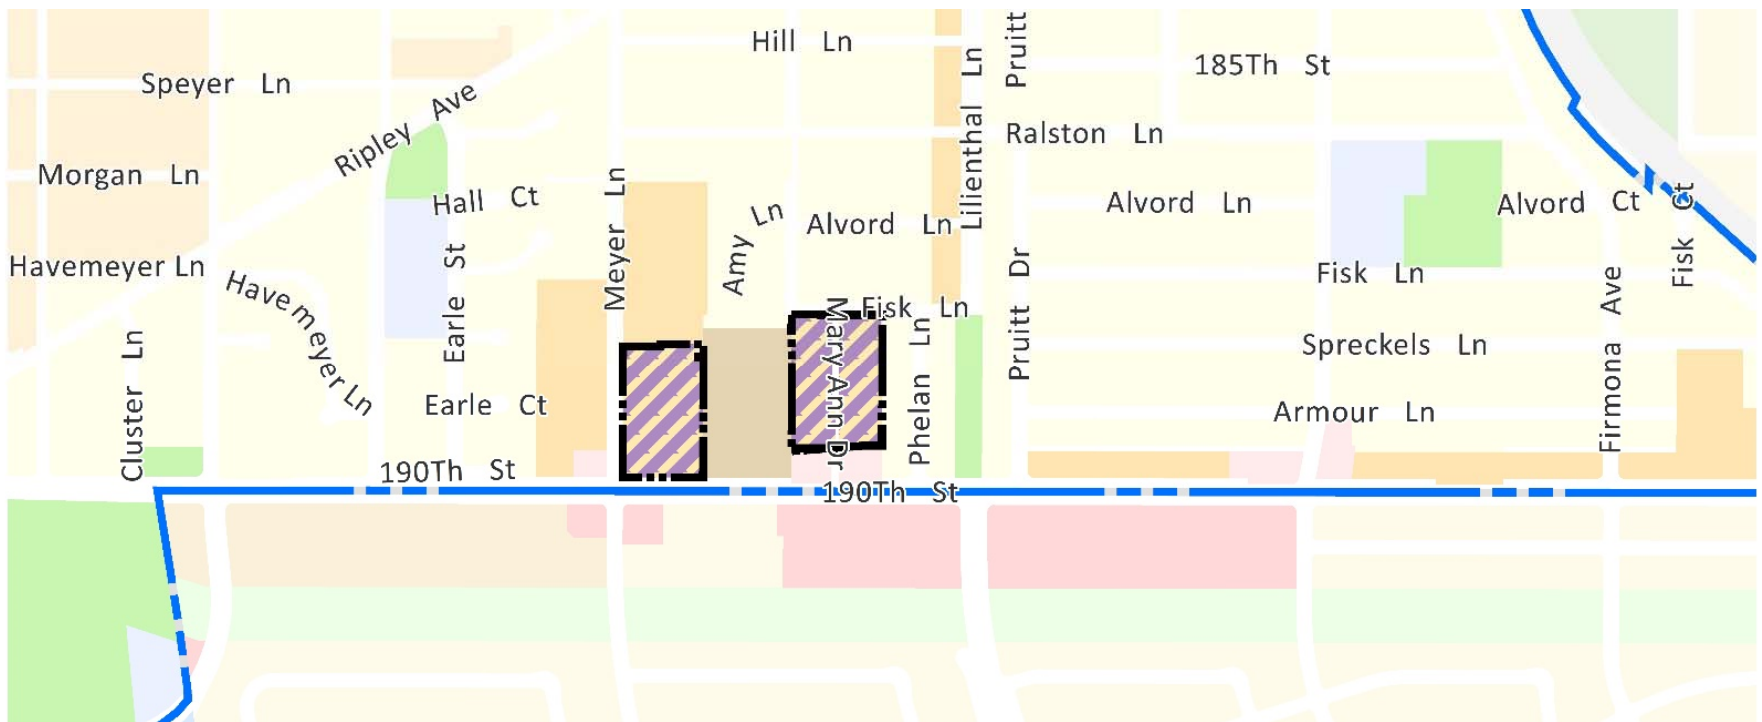 Hill Ln
Pruitt
185Th St
Speyer Ln
Ripley Ave
Lilienthal Ln
Ralston Ln
Morgan Ln
Hall Ct
Meyer Ln
Amy Ln
Alvord Ln
Alvord Ln
Alvord Ct
Fisk Ct
Havemeyer Ln
Havemeyer Ln
Earle St
Fisk Ln
Fisk Ln
Pruitt Dr
Mary Ann Dr
Phelan Ln
Spreckels Ln
Firmona Ave
Cluster Ln
Earle Ct
Armour Ln
190Th St
190Th St